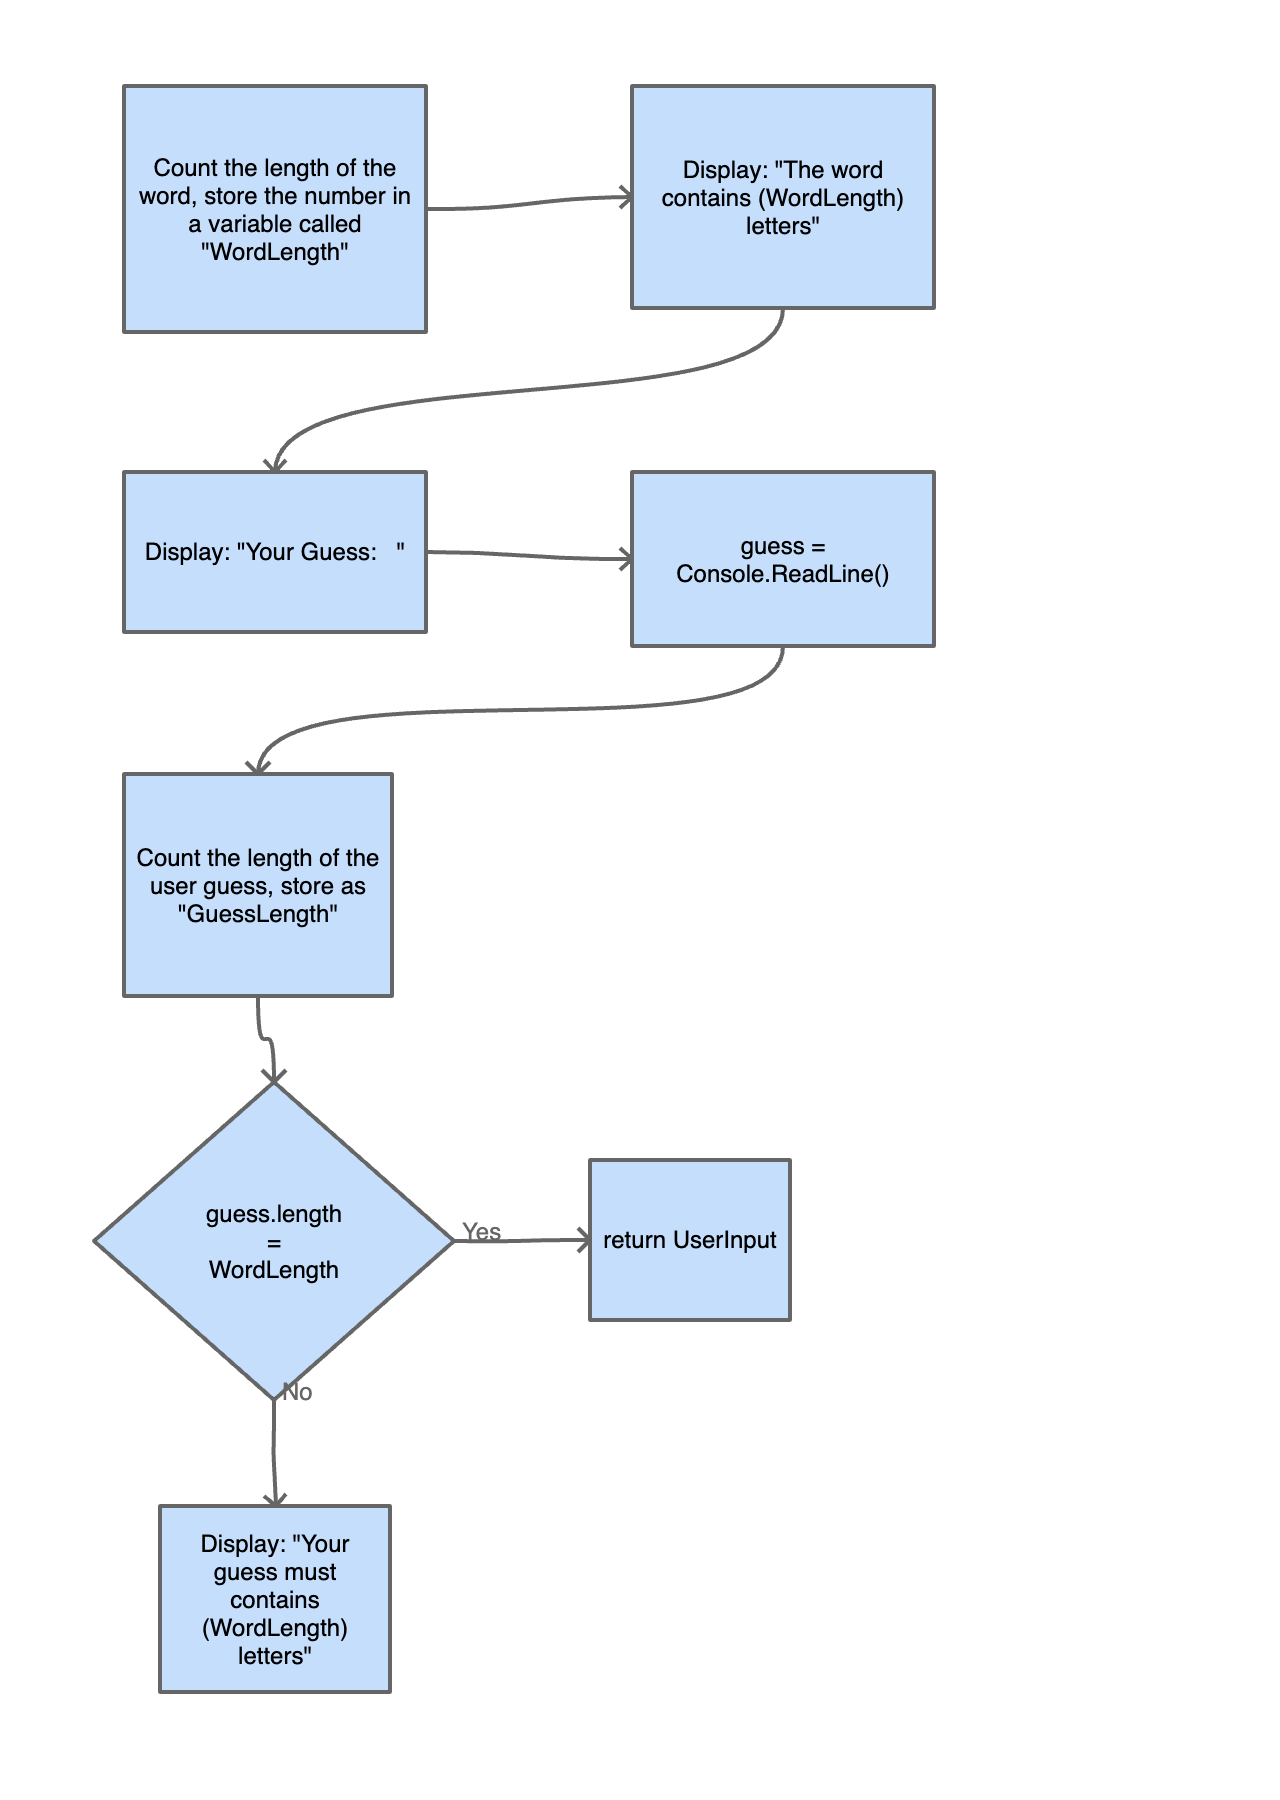 Count the length of the
word, store the number in
a variable called
"WordLength"
Display: "The word
contains (WordLength)
letters"
Display: "Your Guess:   "
guess =
Console.ReadLine()
Count the length of the
user guess, store as
"GuessLength"
guess.length
=
WordLength
Yes
return UserInput
No
Display: "Your
guess must
contains
(WordLength)
letters"